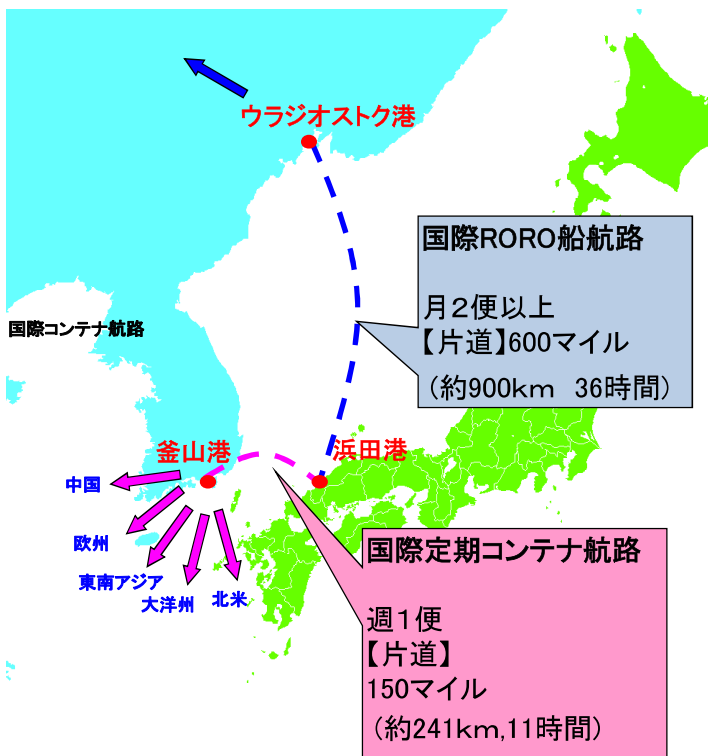 ウラジオストク港
国際RORO船航路
月2便以上
【片道】600マイル
(約900km 36時間)
国際コンテナ航路
釜山港
浜田港
中国
欧州
東南アジア
大洋州
北米
国際定期コンテナ航路
週1便
【片道】
150マイル
(約241km,11時間)